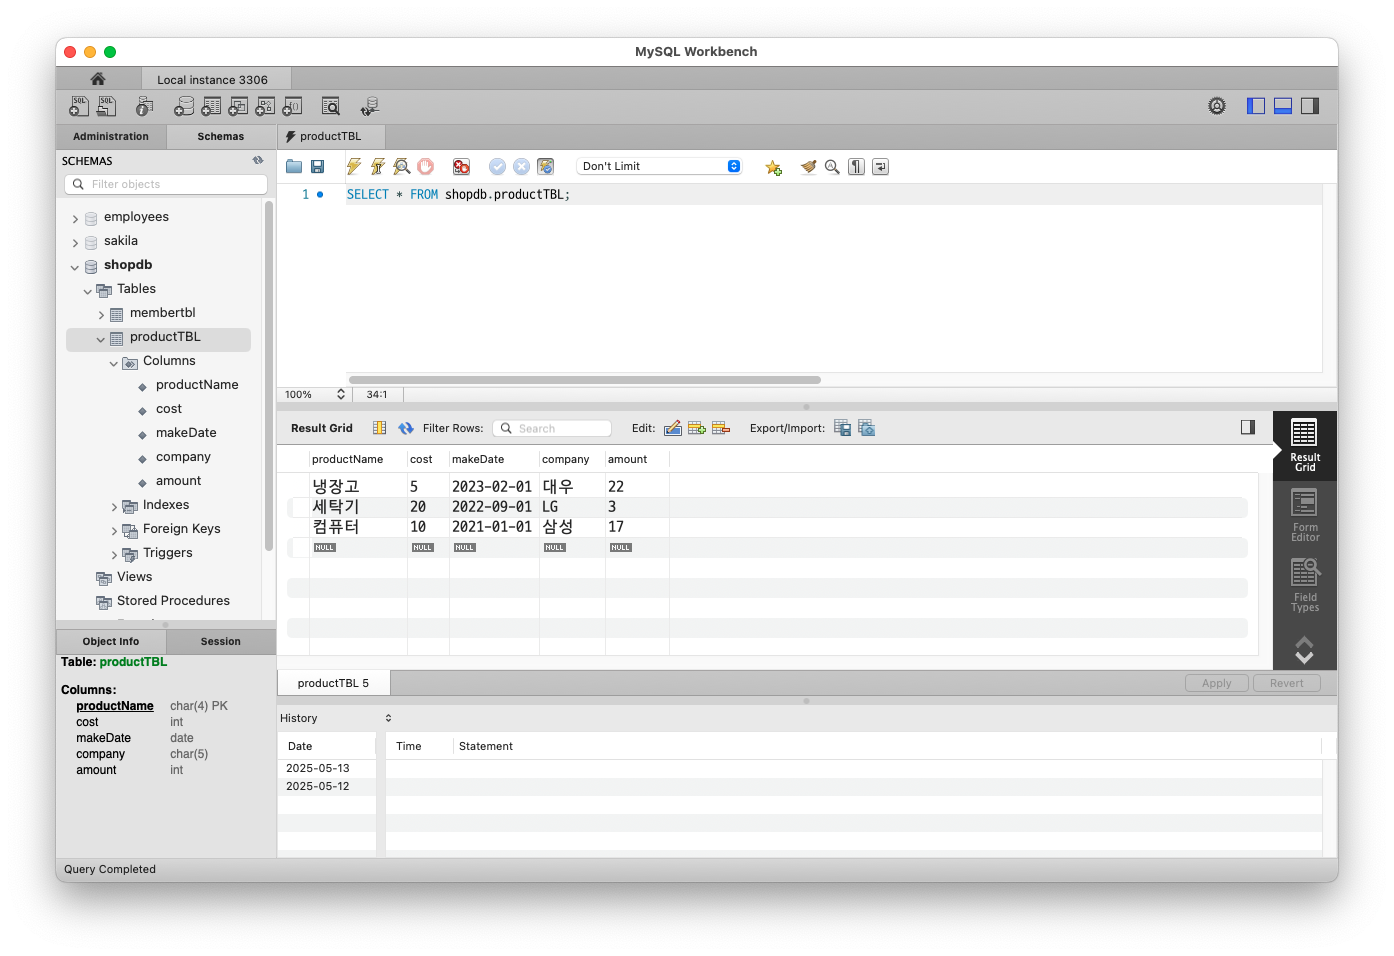 MySQL Workbench
Local instance 3306
Administration
Schemas
productTBL
SCHEMAS
Filter objects
employees
sakila
shopdb
Tables
membertbl
productTBL
Columns
productName
cost
makeDate
company
amount
Indexes
Foreign Keys
Triggers
Views
Stored Procedures
Object Info
Session
Table: productTBL
Columns:
productName char(4) PK
cost int
makeDate date
company char(5)
amount int
Don't Limit
1 SELECT * FROM shopdb.productTBL;
100% 34:1
Result Grid Filter Rows: Search Edit: Export/Import:
productName cost makeDate company amount
냉장고 5 2023-02-01 대우 22
세탁기 20 2022-09-01 LG 3
컴퓨터 10 2021-01-01 삼성 17
NULL NULL NULL NULL NULL
Result
Grid
Form
Editor
Field
Types
productTBL 5
Apply
Revert
History
Date Time Statement
2025-05-13
2025-05-12
Query Completed